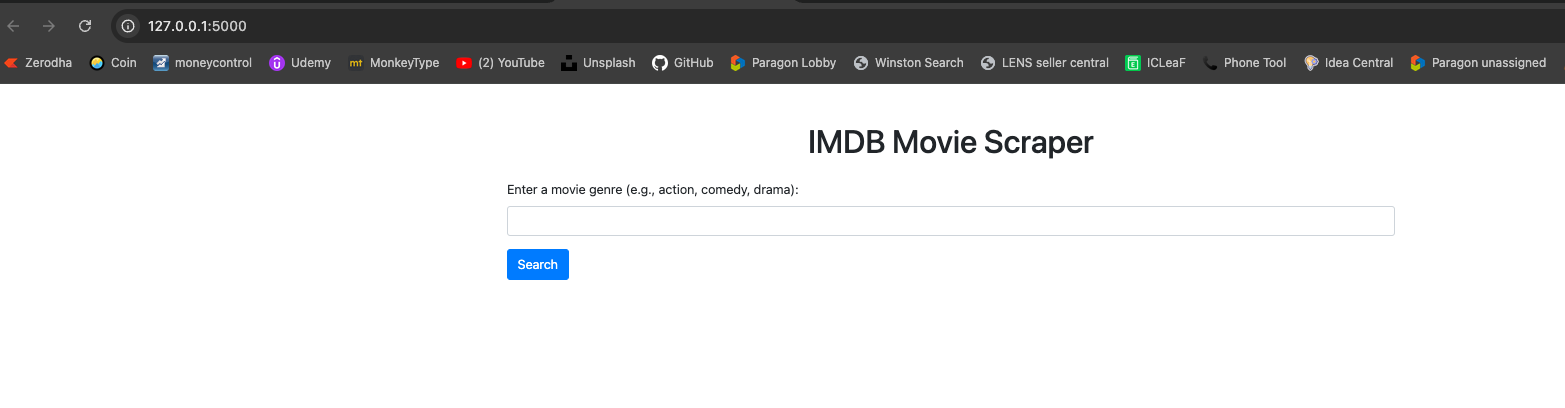 127.0.0.1:5000
Zerodha Coin moneycontrol Udemy mt MonkeyType (2) YouTube Unsplash GitHub Paragon Lobby Winston Search LENS seller central ICLeaF Phone Tool Idea Central Paragon unassigned
IMDB Movie Scraper
Enter a movie genre (e.g., action, comedy, drama):
Search